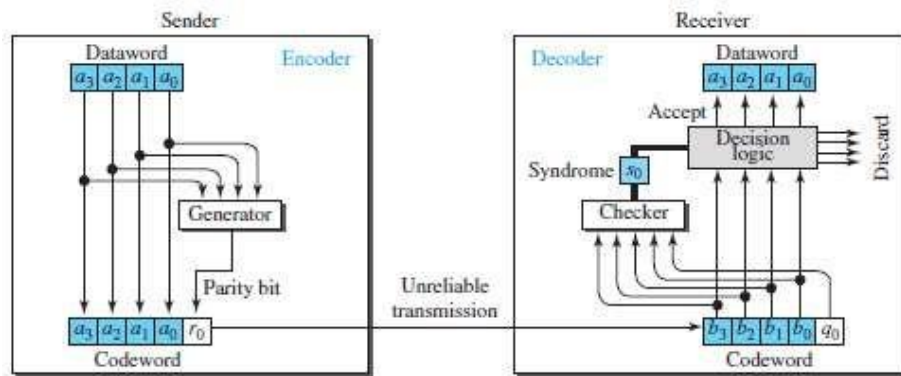 Sender
Receiver
Dataword
Encoder
a3 a2 a1 a0
Generator
Parity bit
a3 a2 a1 a0 r0
Codeword
Unreliable
transmission
Decoder
Dataword
a3 a2 a1 a0
Accept
Decision
logic
Discard
Syndrome
s0
Checker
b3 b2 b1 b0 q0
Codeword